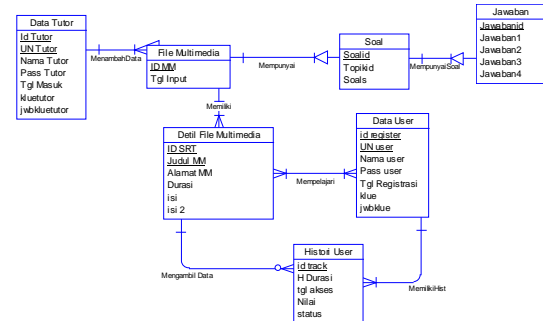 Data Tutor
Id Tutor
UN Tutor
Nama Tutor
Pass Tutor
Tgl Masuk
kluetutor
jwbkluetutor
MenambahData
File Multimedia
ID MM
Tgl Input
Mempunyai
Soal
Soalid
Topikid
Soals
MempunyaiSoal
Jawaban
Jawabanid
Jawaban1
Jawaban2
Jawaban3
Jawaban4
Memiliki
Detil File Multimedia
ID SRT
Judul MM
Alamat MM
Durasi
isi
isi 2
Mempelajari
Data User
id register
UN user
Nama user
Pass user
Tgl Registrasi
klue
jwbklue
Mengambil Data
Histori User
id track
H Durasi
tgl akses
Nilai
status
MemilikiHist